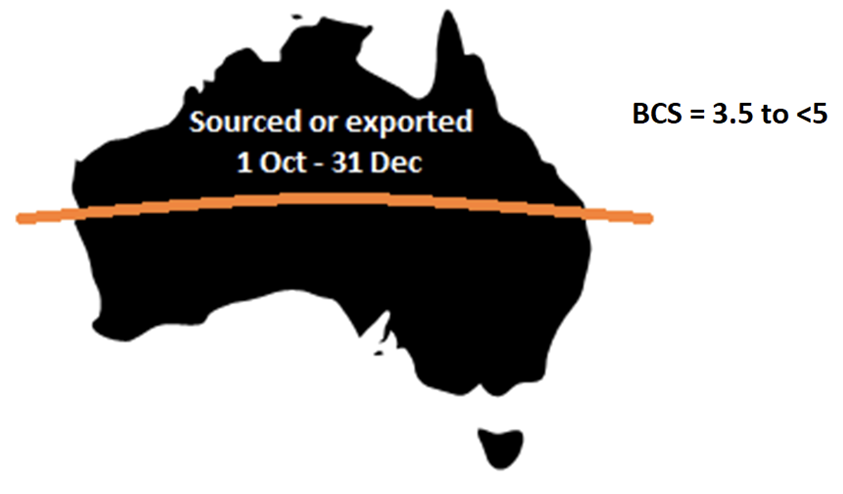 Sourced or exported
1 Oct - 31 Dec
BCS = 3.5 to <5